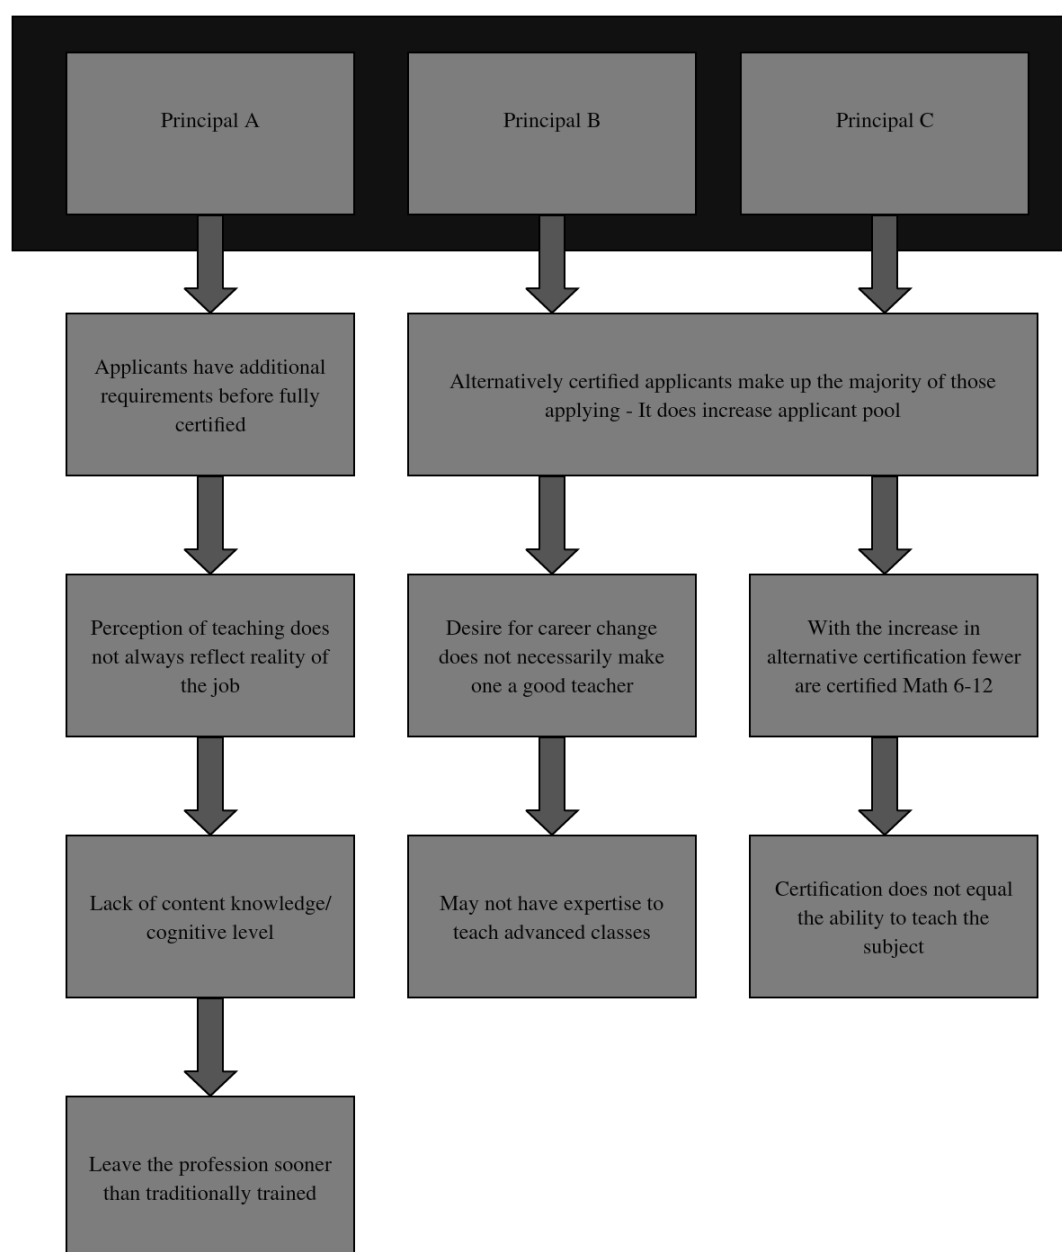 Principal A
Principal B
Principal C
Applicants have additional
requirements before fully
certified
Alternatively certified applicants make up the majority of those
applying - It does increase applicant pool
Perception of teaching does
not always reflect reality of
the job
Desire for career change
does not necessarily make
one a good teacher
With the increase in
alternative certification fewer
are certified Math 6-12
Lack of content knowledge/
cognitive level
May not have expertise to
teach advanced classes
Certification does not equal
the ability to teach the
subject
Leave the profession sooner
than traditionally trained